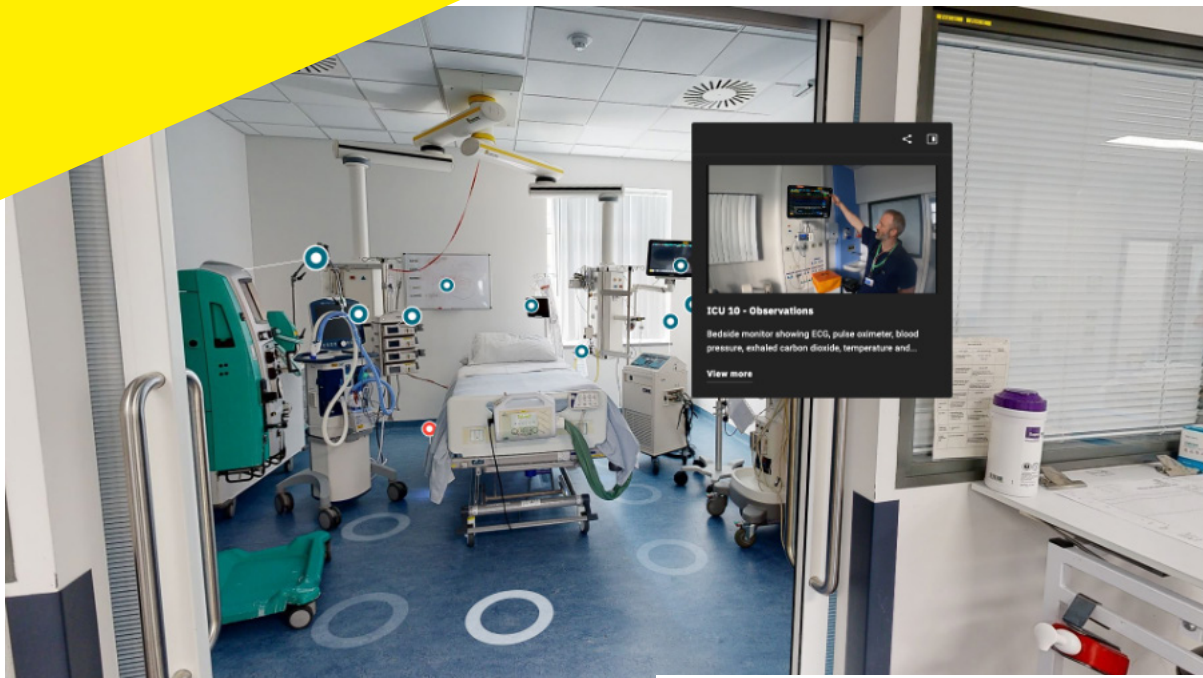 ICU 10 - Observations
Bedside monitor showing ECG, pulse oximeter, blood
pressure, exhaled carbon dioxide, temperature and...
View more